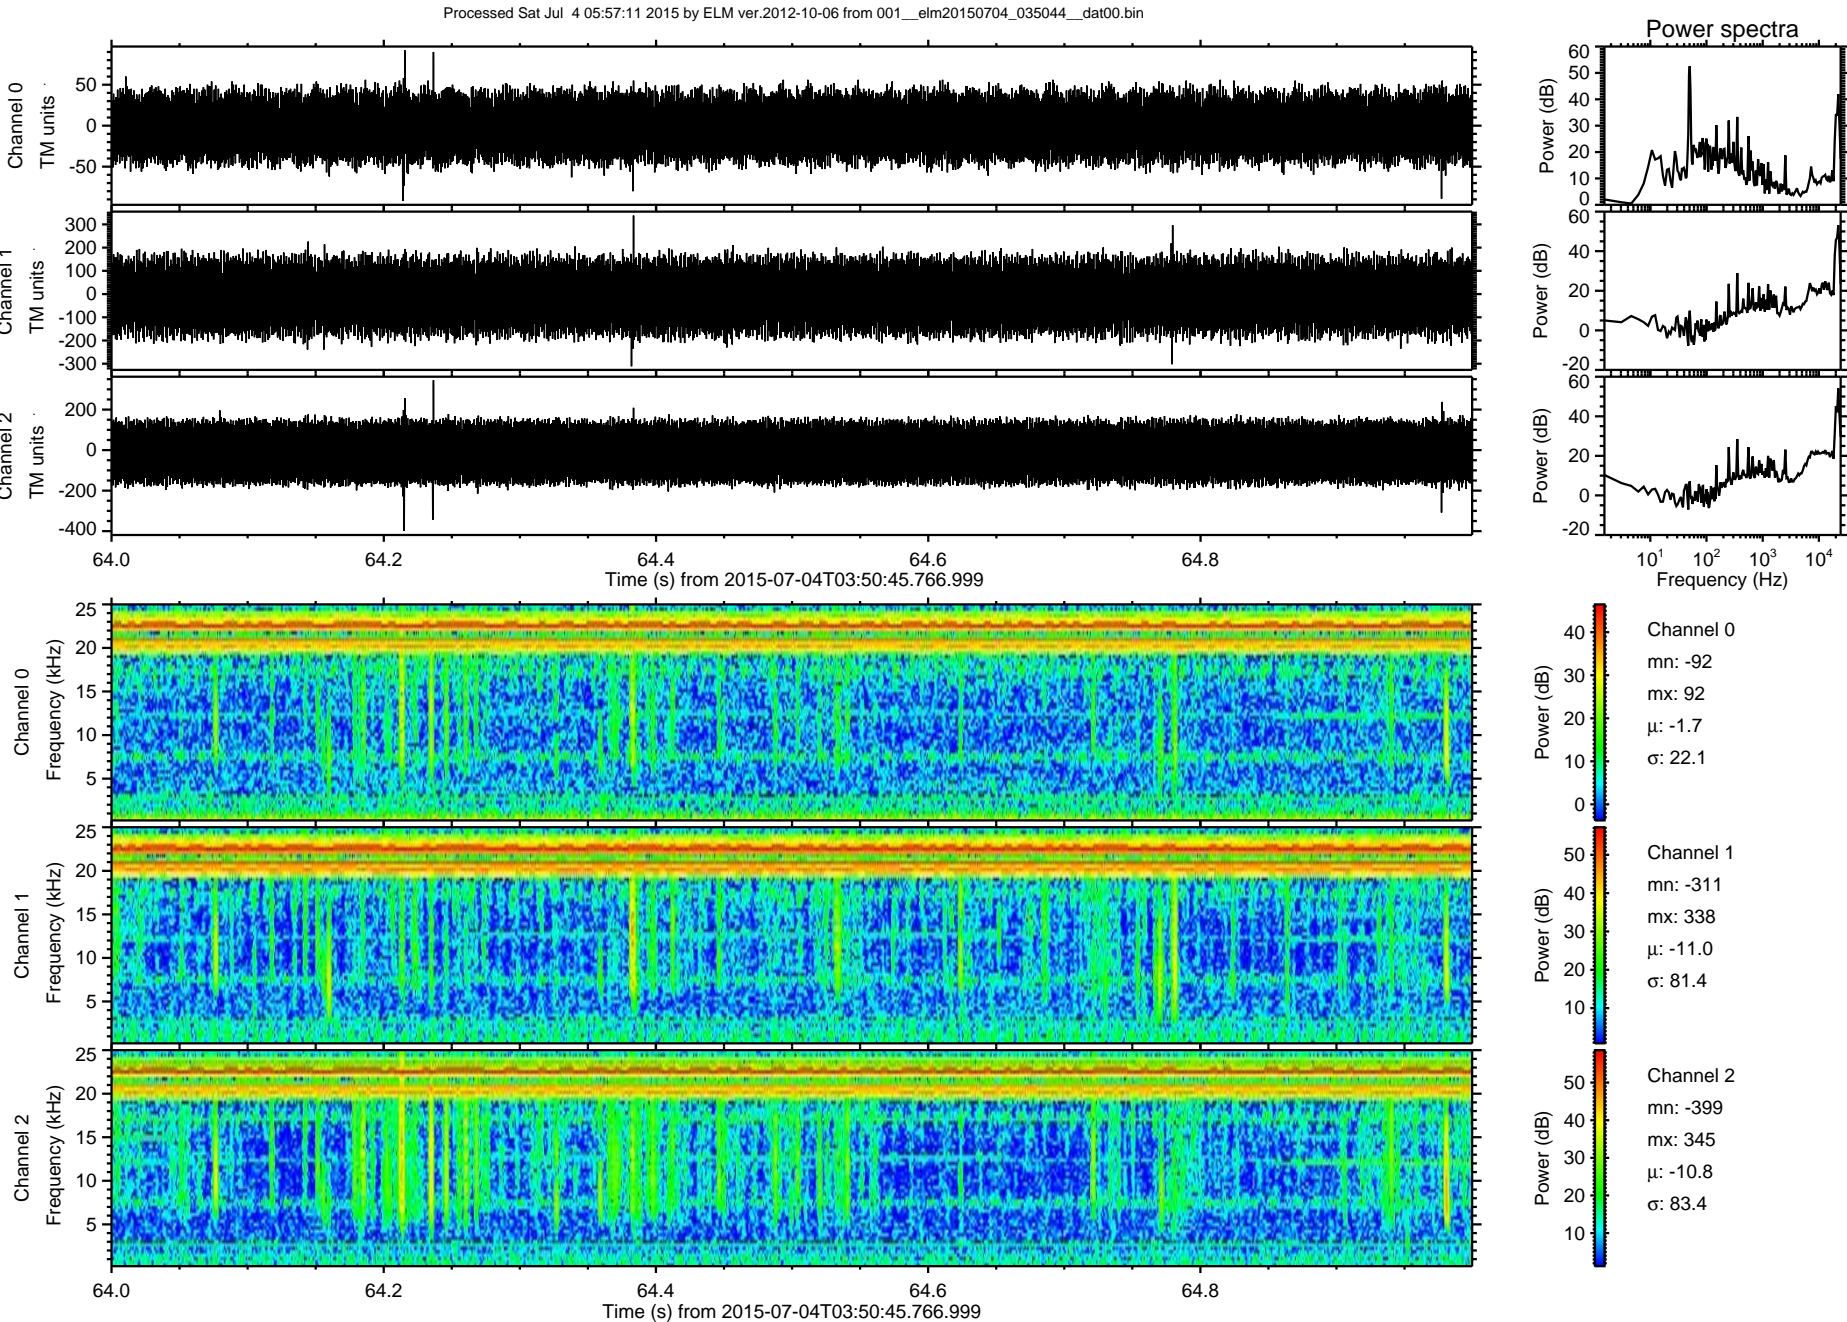 Processed Sat Jul 4 05:57:11 2015 by ELM ver.2012-10-06 from 001__elm20150704_035044__dat00.bin
Power spectra
Channel 0
TM units
50
0
-50
Power (dB)
60
50
40
30
20
10
0
Channel 1
TM units
300
200
100
0
-100
-200
-300
Power (dB)
60
40
20
0
-20
Channel 2
TM units
200
0
-200
-400
Power (dB)
60
40
20
0
-20
64.0
64.2
64.4
64.6
64.8
Time (s) from 2015-07-04T03:50:45.766.999
10¹
10²
10³
10⁴
Frequency (Hz)
Channel 0
Frequency (kHz)
25
20
15
10
5
Power (dB)
40
30
20
10
0
Channel 0
mn: -92
mx: 92
μ: -1.7
σ: 22.1
Channel 1
Frequency (kHz)
25
20
15
10
5
Power (dB)
50
40
30
20
10
Channel 1
mn: -311
mx: 338
μ: -11.0
σ: 81.4
Channel 2
Frequency (kHz)
25
20
15
10
5
Power (dB)
50
40
30
20
10
Channel 2
mn: -399
mx: 345
μ: -10.8
σ: 83.4
64.0
64.2
64.4
64.6
64.8
Time (s) from 2015-07-04T03:50:45.766.999